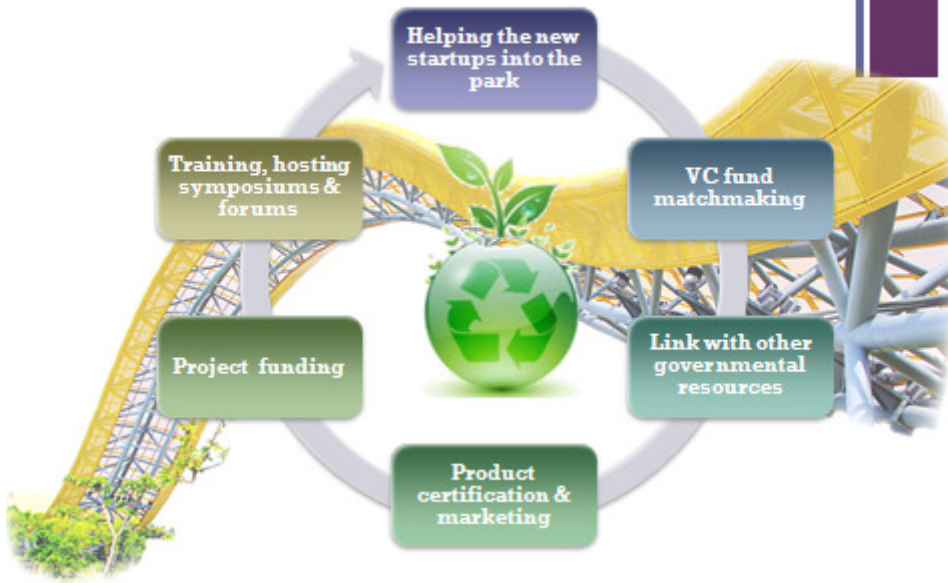 Helping the new
startups into the
park
VC fund
matchmaking
Link with other
governmental
resources
Product
certification &
marketing
Project funding
Training, hosting
symposiums &
forums